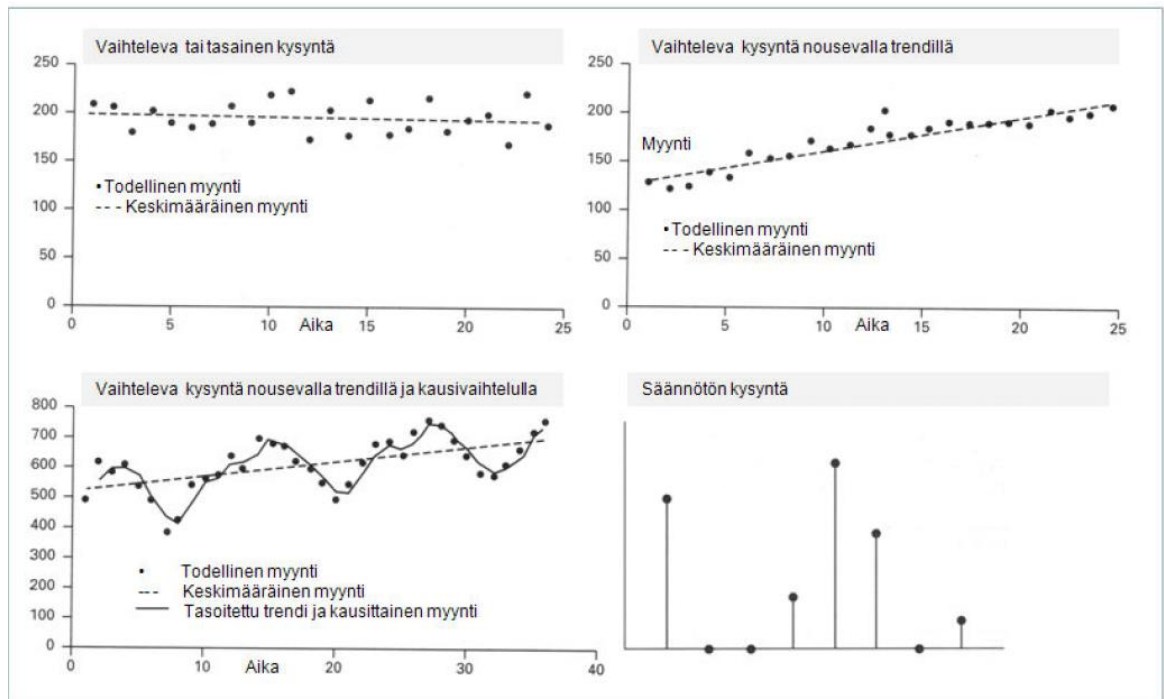 Vaihteleva tai tasainen kysyntä
250
200
150
100
50
0
• Todellinen myynti
--- Keskimääräinen myynti
0 5 10 Aika 15 20 25
Vaihteleva kysyntä nousevalla trendillä
250
200
Myynti
150
100
50
0
• Todellinen myynti
--- Keskimääräinen myynti
0 5 10 Aika 15 20 25
Vaihteleva kysyntä nousevalla trendillä ja kausivaihtelulla
800
700
600
500
400
300
200
100
0
• Todellinen myynti
--- Keskimääräinen myynti
Tasoitettu trendi ja kausittainen myynti
0 10 Aika 20 30 40
Säännötön kysyntä